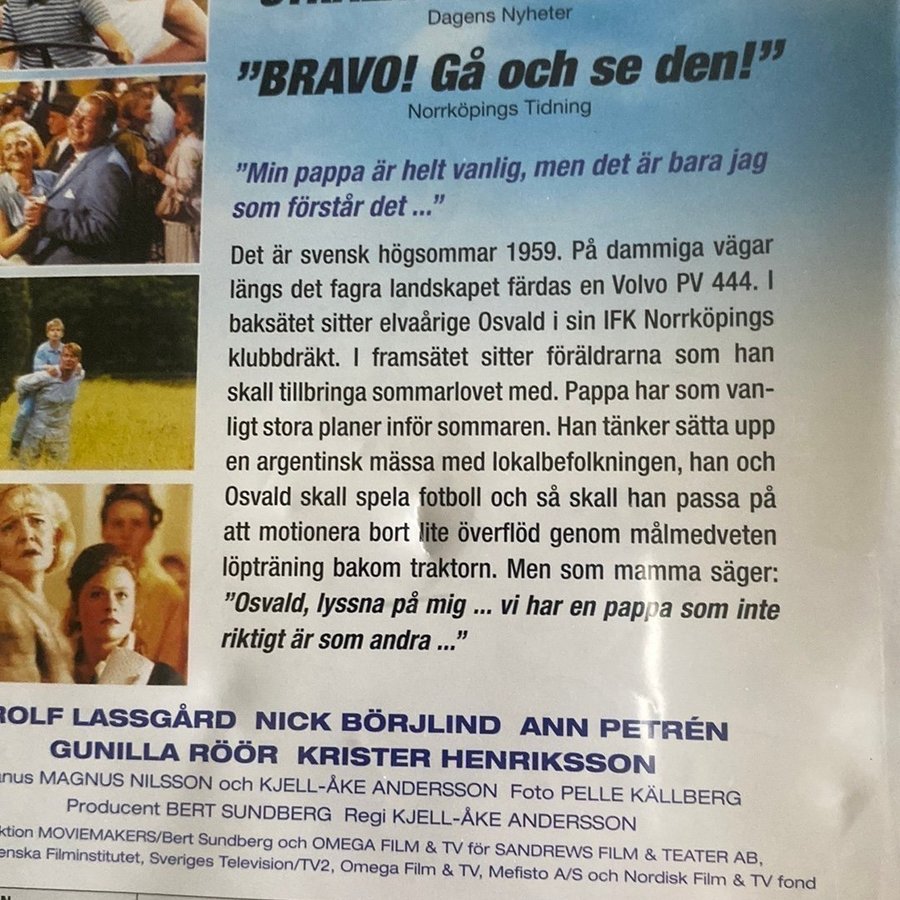 Dagens Nyheter
”BRAVO! Gå och se den!”
Norrköpings Tidning
”Min pappa är helt vanlig, men det är bara jag
som förstår det ...”
Det är svensk högsommar 1959. På dammiga vägar
längs det fagra landskapet färdas en Volvo PV 444. I
baksätet sitter elvaårige Osvald i sin IFK Norrköpings
klubbdräkt. I framsätet sitter föräldrarna som han
skall tillbringa sommarlovet med. Pappa har som van-
ligt stora planer inför sommaren. Han tänker sätta upp
en argentinsk mässa med lokalbefolkningen, han och
Osvald skall spela fotboll och så skall han passa på
att motionera bort lite överflöd genom målmedveten
löpträning bakom traktorn. Men som mamma säger:
”Osvald, lyssna på mig ... vi har en pappa som inte
riktigt är som andra ...”
ROLF LASSGÅRD NICK BÖRJLIND ANN PETRÉN
GUNILLA RÖÖR KRISTER HENRIKSSON
MAGNUS NILSSON och KJELL-ÅKE ANDERSSON Foto PELLE KÄLLBERG
Producent BERT SUNDBERG Regi KJELL-ÅKE ANDERSSON
MOVIEMAKERS/Bert Sundberg och OMEGA FILM & TV för SANDREWS FILM & TEATER AB,
Filminstitutet, Sveriges Television/TV2, Omega Film & TV, Mefisto A/S och Nordisk Film & TV fond